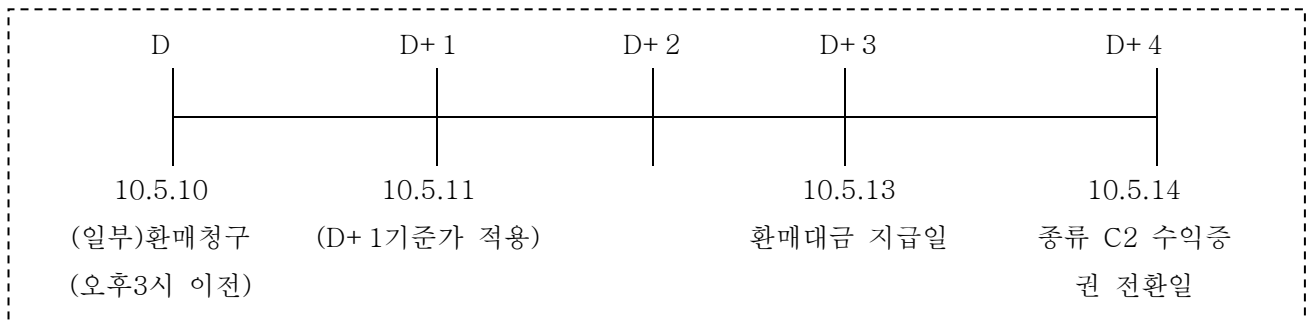 D D+1 D+2 D+3 D+4
10.5.10 10.5.11 10.5.13 10.5.14
(일부)환매청구 (D+1기준가 적용) 환매대금 지급일 종류 C2 수익증
(오후3시 이전) 권 전환일